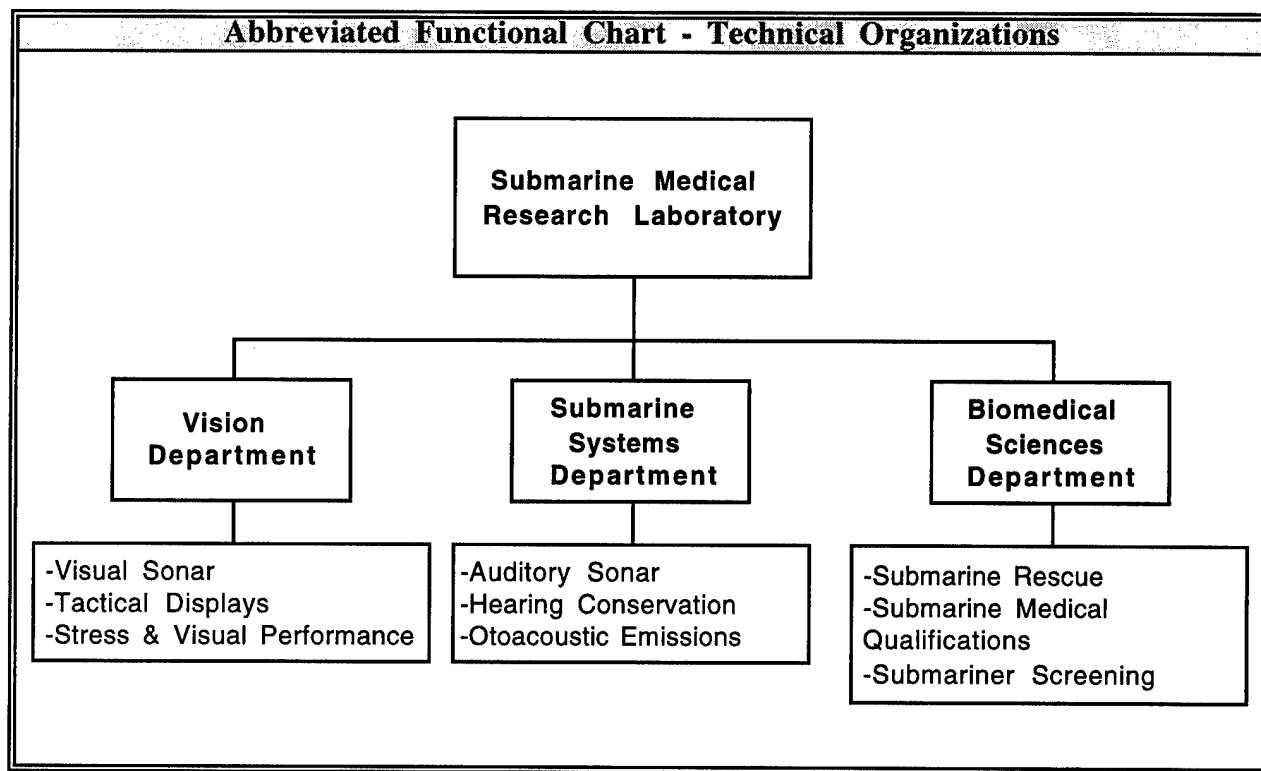 Abbreviated Functional Chart - Technical Organizations
Submarine Medical
Research Laboratory
Vision
Department
Submarine
Systems
Department
Biomedical
Sciences
Department
-Visual Sonar
-Tactical Displays
-Stress & Visual Performance
-Auditory Sonar
-Hearing Conservation
-Otoacoustic Emissions
-Submarine Rescue
-Submarine Medical
Qualifications
-Submariner Screening